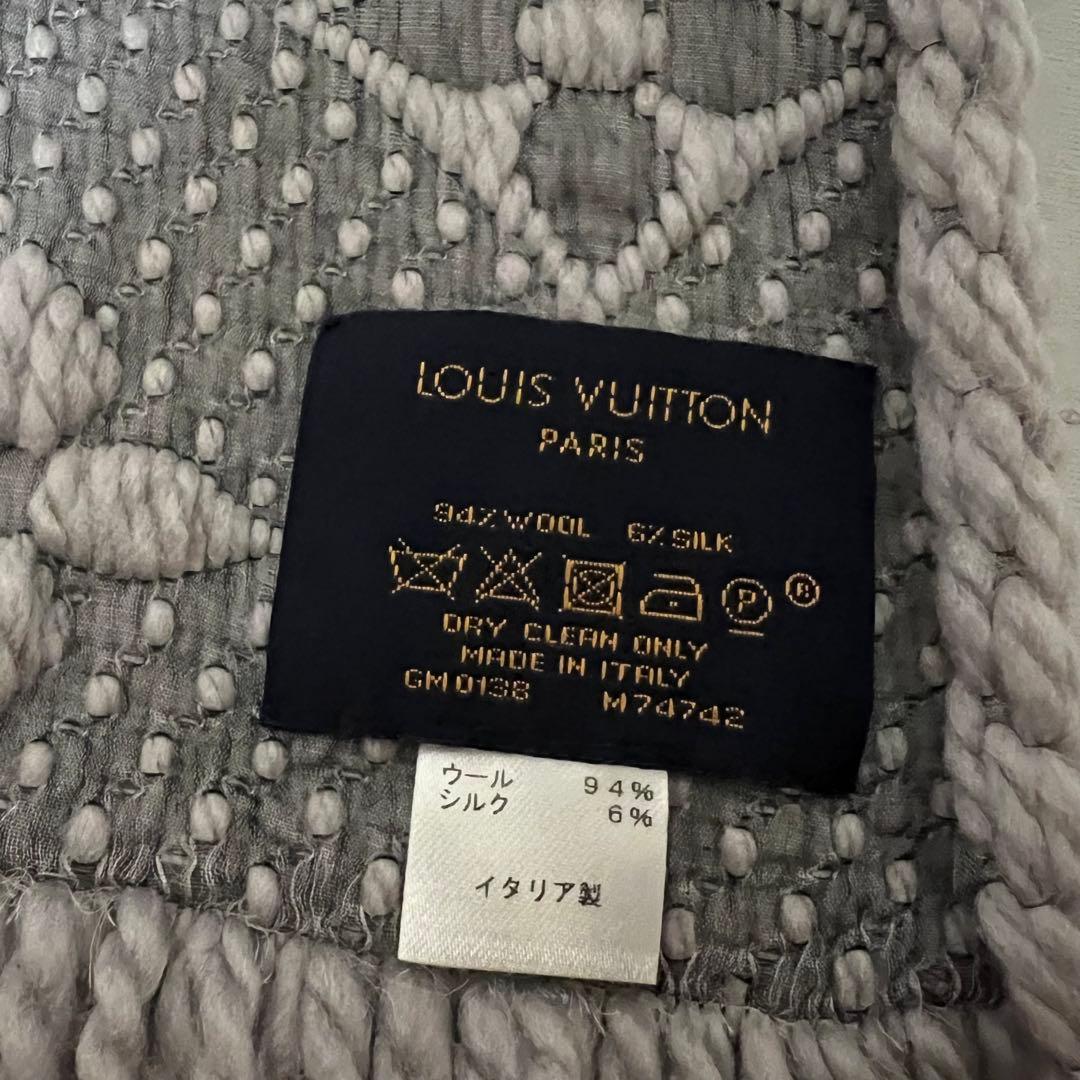 LOUIS VUITTON
PARIS
94% WOOL 6% SILK
P ®
DRY CLEAN ONLY
MADE IN ITALY
GM0138 M74742
ウール 94%
シルク 6%
イタリア製